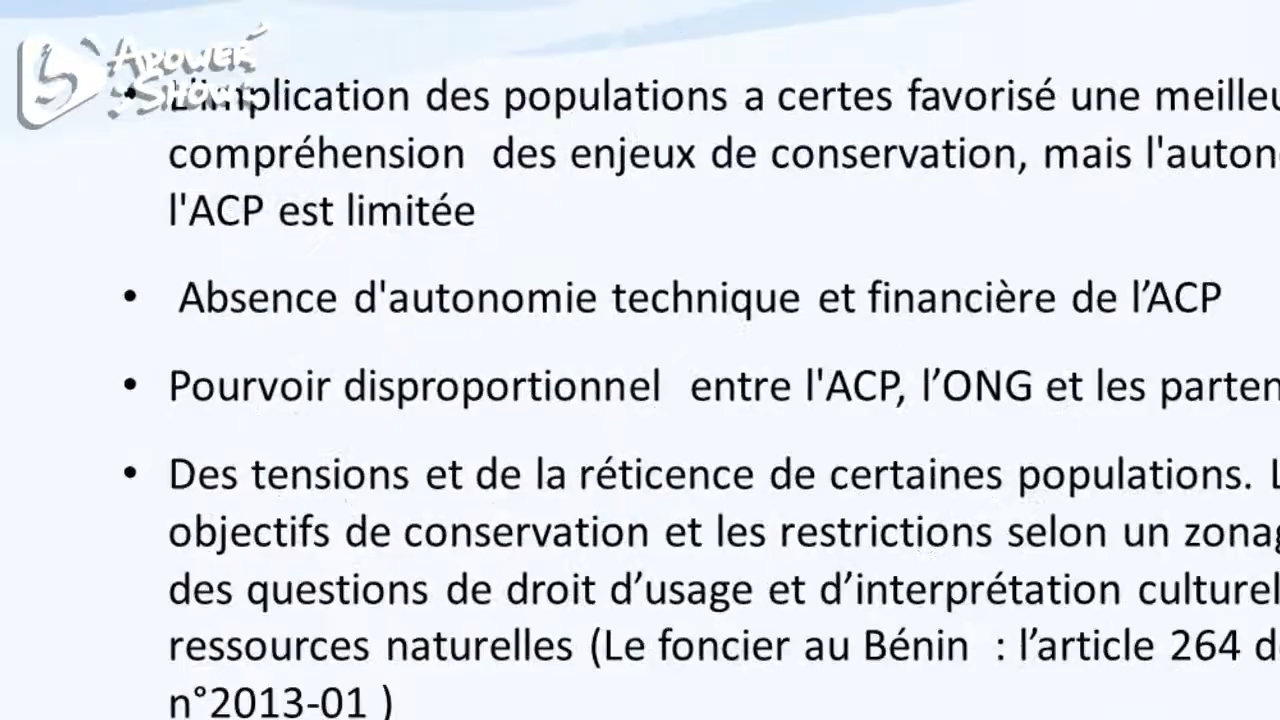 APOWER
SHOW
• L'implication des populations a certes favorisé une meilleu
compréhension des enjeux de conservation, mais l'auton
l'ACP est limitée
• Absence d'autonomie technique et financière de l’ACP
• Pourvoir disproportionnel entre l'ACP, l’ONG et les parten
• Des tensions et de la réticence de certaines populations. L
objectifs de conservation et les restrictions selon un zonag
des questions de droit d’usage et d’interprétation culturel
ressources naturelles (Le foncier au Bénin : l’article 264 d
n°2013-01 )